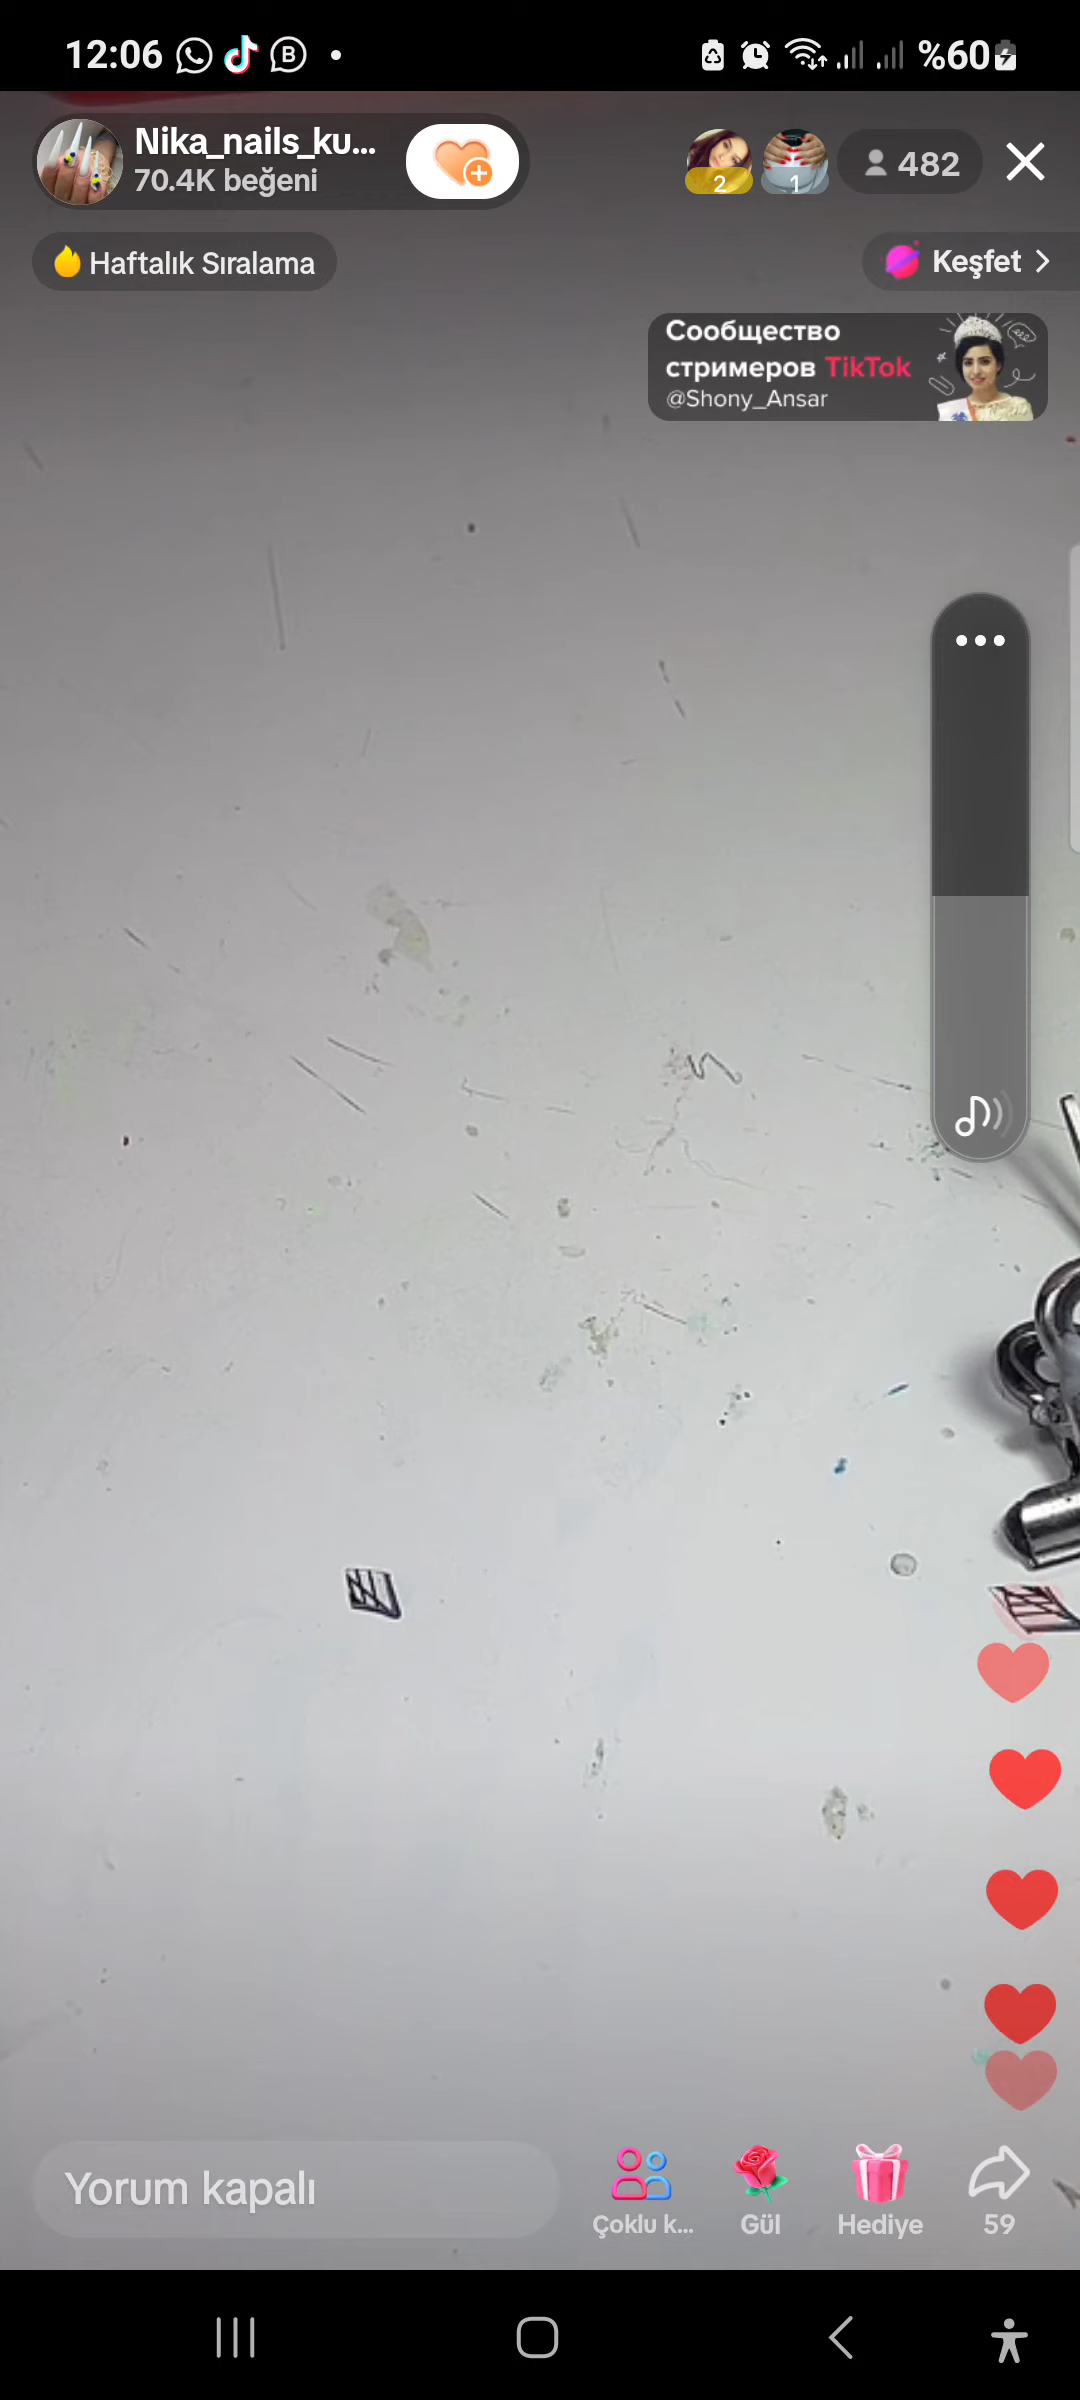 12:06
%60
Nika_nails_ku...
70.4K beğeni
2
1
482
Haftalık Sıralama
Keşfet
Сообщество
стримеров TikTok
@Shony_Ansar
Yorum kapalı
Çoklu k...
Gül
Hediye
59